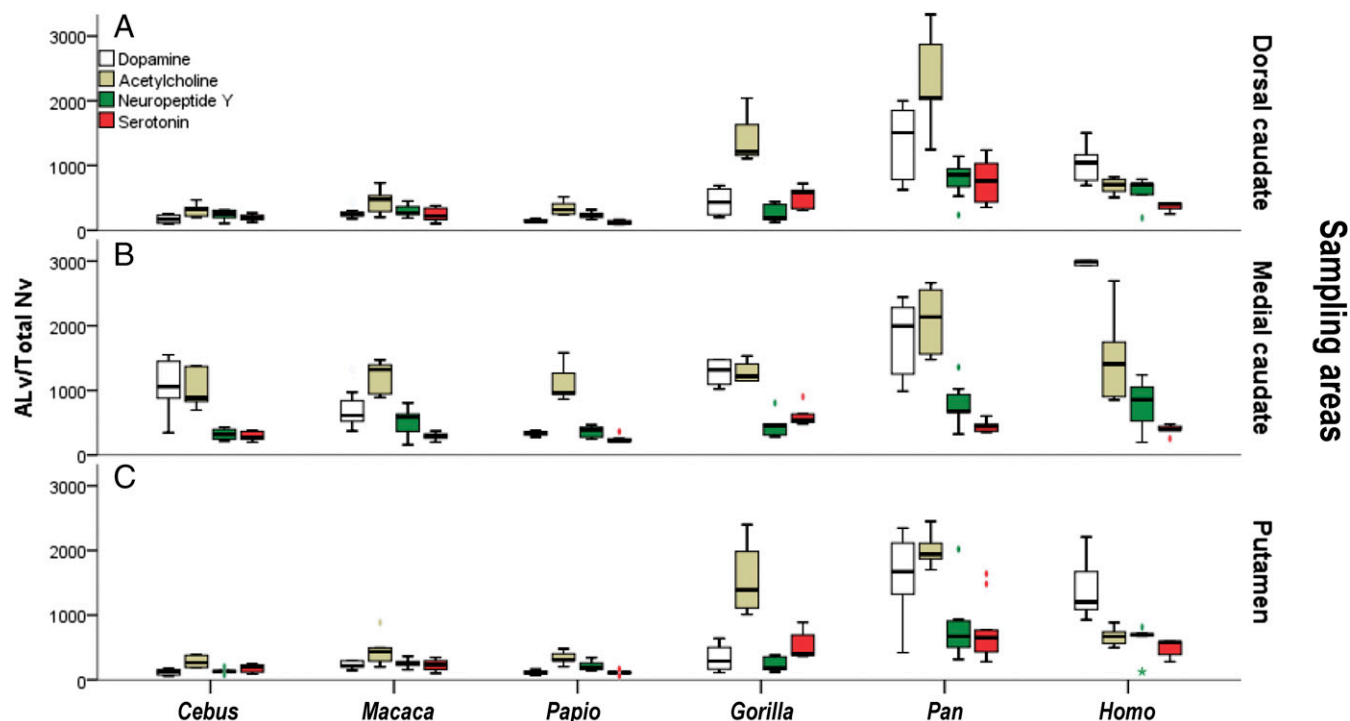 A
3000
2000
1000
0
Dopamine
Acetylcholine
Neuropeptide Y
Serotonin
Dorsal caudate
B
3000
2000
1000
0
Medial caudate
C
3000
2000
1000
0
Putamen
ALv/Total Nv
Sampling areas
Cebus Macaca Papio Gorilla Pan Homo